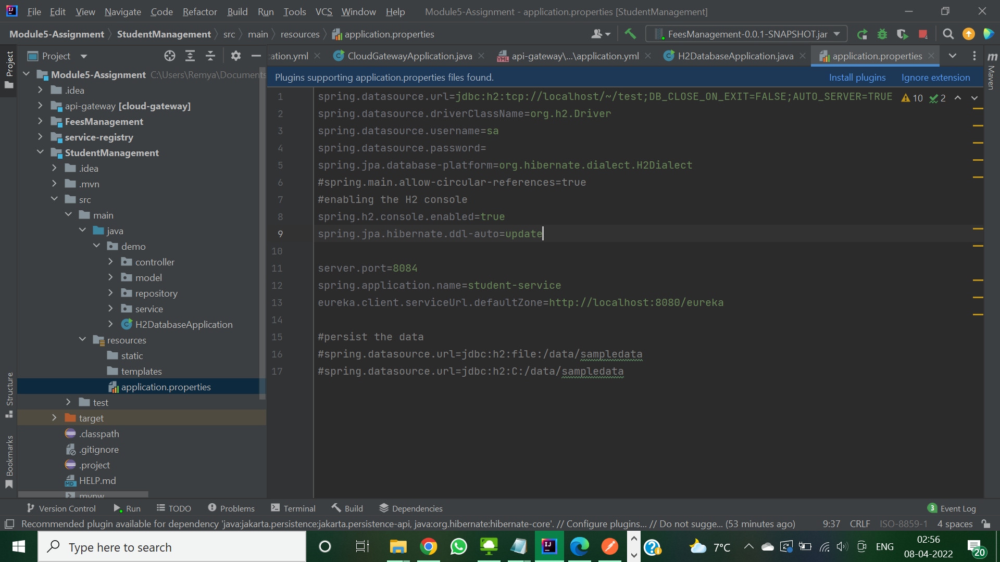 File Edit View Navigate Code Refactor Build Run Tools VCS Window Help Module5-Assignment - application.properties [StudentManagement]
Module5-Assignment StudentManagement src main resources application.properties FeesManagement-0.0.1-SNAPSHOT.jar
Project
cation.yml CloudGatewayApplication.java api-gateway\...\application.yml H2DatabaseApplication.java application.properties
Plugins supporting application.properties files found. Install plugins Ignore extension
Project
Structure
Bookmarks
Maven
Module5-Assignment C:\Users\Remya\Documents
.idea
api-gateway [cloud-gateway]
FeesManagement
service-registry
StudentManagement
.idea
.mvn
src
main
java
demo
controller
model
repository
service
H2DatabaseApplication
resources
static
templates
application.properties
test
target
.classpath
.gitignore
.project
HELP.md
mvnw
1 spring.datasource.url=jdbc:h2:tcp://localhost/~/test;DB_CLOSE_ON_EXIT=FALSE;AUTO_SERVER=TRUE 10 2
2 spring.datasource.driverClassName=org.h2.Driver
3 spring.datasource.username=sa
4 spring.datasource.password=
5 spring.jpa.database-platform=org.hibernate.dialect.H2Dialect
6 #spring.main.allow-circular-references=true
7 #enabling the H2 console
8 spring.h2.console.enabled=true
9 spring.jpa.hibernate.ddl-auto=update
10
11 server.port=8084
12 spring.application.name=student-service
13 eureka.client.serviceUrl.defaultZone=http://localhost:8080/eureka
14
15 #persist the data
16 #spring.datasource.url=jdbc:h2:file:/data/sampledata
17 #spring.datasource.url=jdbc:h2:C:/data/sampledata
Version Control Run TODO Problems Terminal Build Dependencies 3 Event Log
Recommended plugin available for dependency 'java:jakarta.persistence:jakarta.persistence-api, java:org.hibernate:hibernate-core'. // Configure plugins... // Do not sugge... (53 minutes ago) 9:37 CRLF ISO-8859-1 4 spaces
Type here to search 7°C ENG 02:56
08-04-2022 20